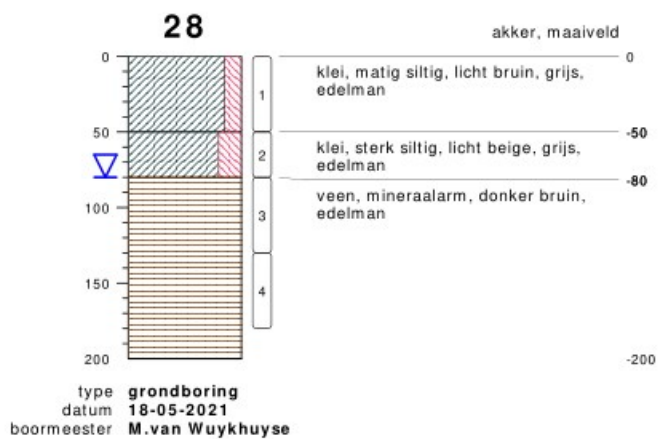 28
akker, maaiveld
0
0
klei, matig siltig, licht bruin, grijs,
edelman
1
50
-50
klei, sterk siltig, licht beige, grijs,
edelman
2
-80
veen, mineraalarm, donker bruin,
edelman
100
3
150
4
200
-200
type grondboring
datum 18-05-2021
boormeester M.van Wuykhuyse